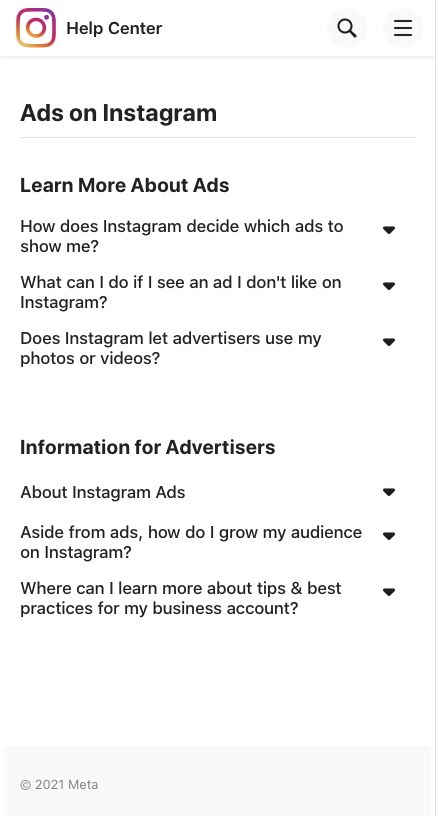 Help Center
Ads on Instagram
Learn More About Ads
How does Instagram decide which ads to
show me?
What can I do if I see an ad I don't like on
Instagram?
Does Instagram let advertisers use my
photos or videos?
Information for Advertisers
About Instagram Ads
Aside from ads, how do I grow my audience
on Instagram?
Where can I learn more about tips & best
practices for my business account?
© 2021 Meta